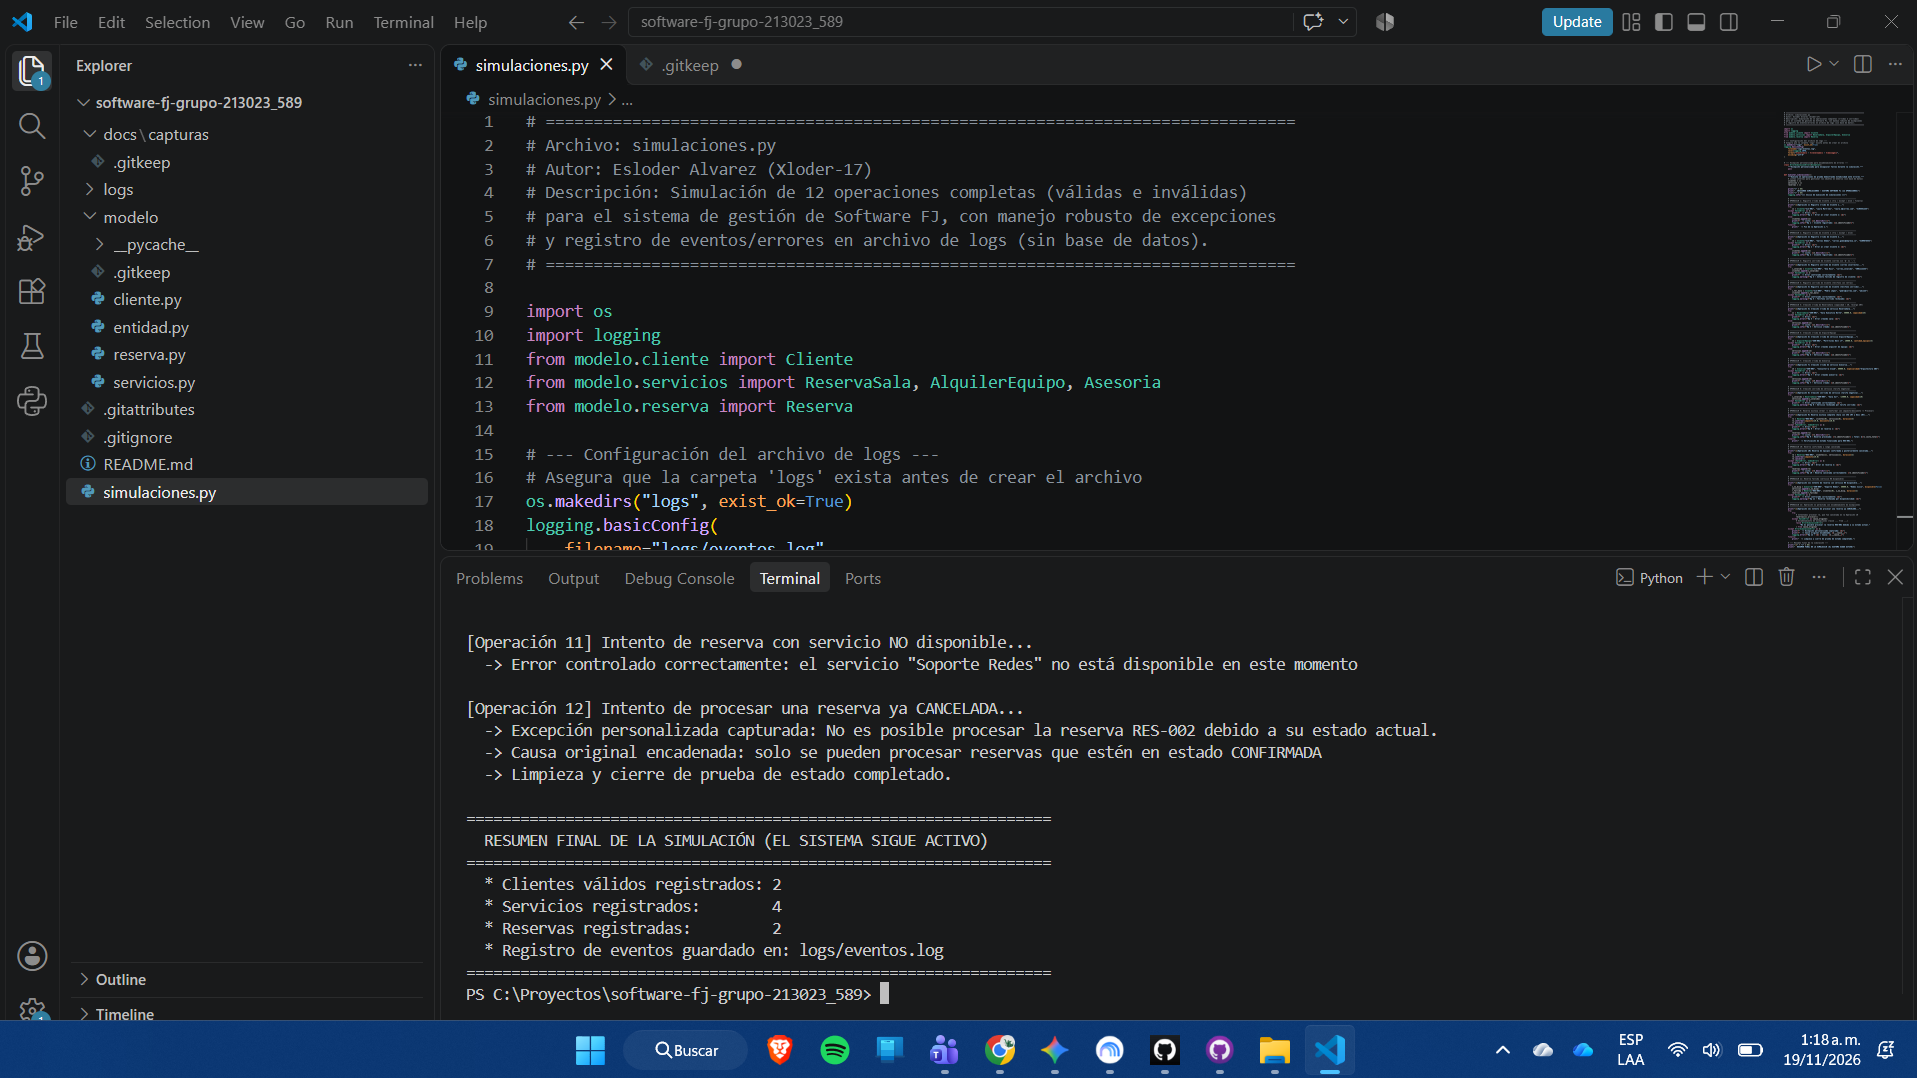 File Edit Selection View Go Run Terminal Help
software-fj-grupo-213023_589
Update
Explorer
software-fj-grupo-213023_589
docs\capturas
.gitkeep
logs
modelo
__pycache__
.gitkeep
cliente.py
entidad.py
reserva.py
servicios.py
.gitattributes
.gitignore
README.md
simulaciones.py
Outline
Timeline
simulaciones.py
.gitkeep
simulaciones.py > ...
1 # ==============================================================================
2 # Archivo: simulaciones.py
3 # Autor: Esloder Alvarez (Xloder-17)
4 # Descripción: Simulación de 12 operaciones completas (válidas e inválidas)
5 # para el sistema de gestión de Software FJ, con manejo robusto de excepciones
6 # y registro de eventos/errores en archivo de logs (sin base de datos).
7 # ==============================================================================
8
9 import os
10 import logging
11 from modelo.cliente import Cliente
12 from modelo.servicios import ReservaSala, AlquilerEquipo, Asesoria
13 from modelo.reserva import Reserva
14
15 # --- Configuración del archivo de logs ---
16 # Asegura que la carpeta 'logs' exista antes de crear el archivo
17 os.makedirs("logs", exist_ok=True)
18 logging.basicConfig(
19 filename="logs/eventos.log"
Problems Output Debug Console Terminal Ports
Python
[Operación 11] Intento de reserva con servicio NO disponible...
-> Error controlado correctamente: el servicio "Soporte Redes" no está disponible en este momento
[Operación 12] Intento de procesar una reserva ya CANCELADA...
-> Excepción personalizada capturada: No es posible procesar la reserva RES-002 debido a su estado actual.
-> Causa original encadenada: solo se pueden procesar reservas que estén en estado CONFIRMADA
-> Limpieza y cierre de prueba de estado completado.
=================================================================
RESUMEN FINAL DE LA SIMULACIÓN (EL SISTEMA SIGUE ACTIVO)
=================================================================
* Clientes válidos registrados: 2
* Servicios registrados: 4
* Reservas registradas: 2
* Registro de eventos guardado en: logs/eventos.log
=================================================================
PS C:\Proyectos\software-fj-grupo-213023_589>
Buscar
ESP
LAA
1:18 a. m.
19/11/2026